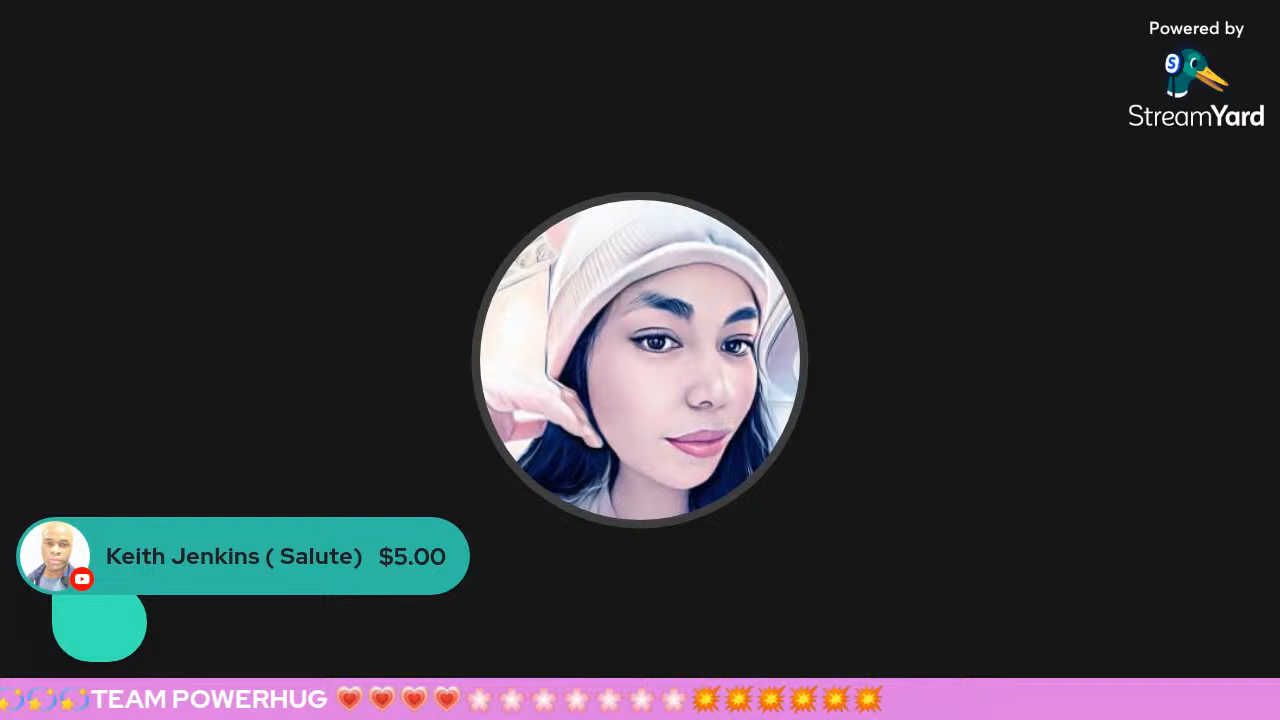 Powered by
S
StreamYard
Keith Jenkins ( Salute) $5.00
💫💫💫TEAM POWERHUG 💗💗💗💗🌸🌸🌸🌸🌸🌸🌸💥💥💥💥💥💥